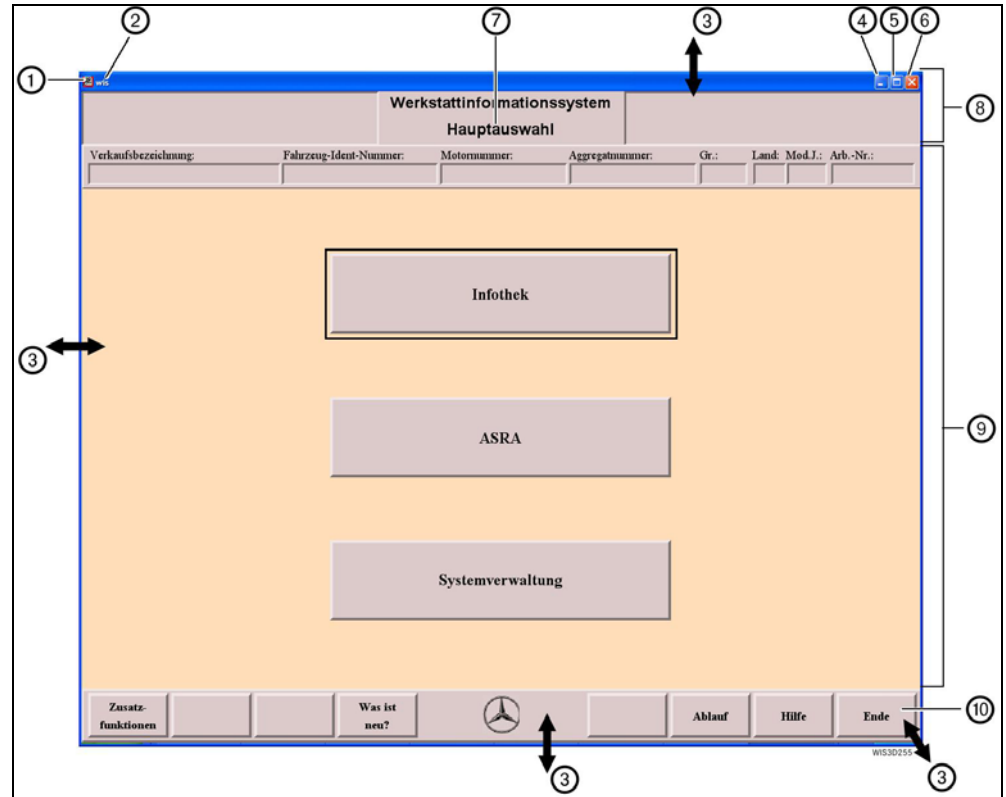 ② ⑦ ③ ④ ⑤ ⑥
①
wis
Werkstattinformationssystem
Hauptauswahl
⑧
Verkaufsbezeichnung: Fahrzeug-Ident-Nummer: Motornummer: Aggregatnummer: Gr.: Land: Mod.J.: Arb.-Nr.:
Infothek
③
ASRA
⑨
Systemverwaltung
Zusatz-
funktionen
Was ist
neu?
Ablauf
Hilfe
Ende
⑩
WIS3D255
③ ③